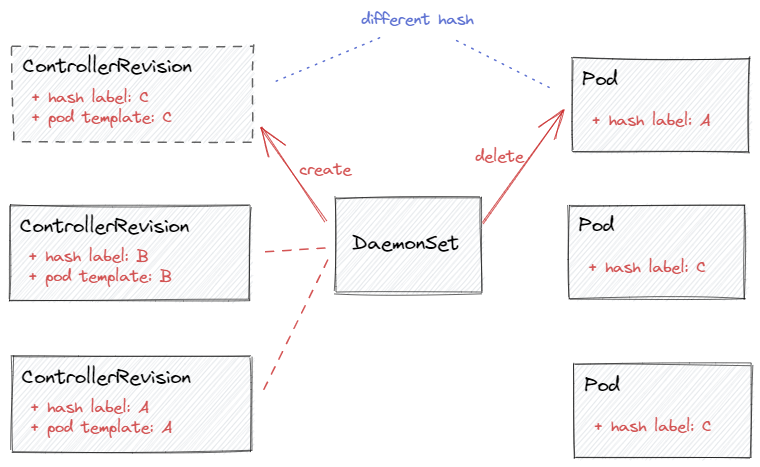 different hash
ControllerRevision
+ hash label: C
+ pod template: C
Pod
+ hash label: A
create
delete
ControllerRevision
+ hash label: B
+ pod template: B
DaemonSet
Pod
+ hash label: C
ControllerRevision
+ hash label: A
+ pod template: A
Pod
+ hash label: C